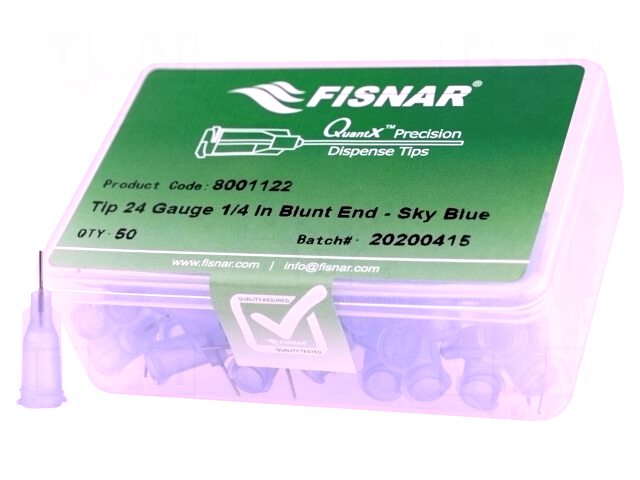 FISNAR®
QuantX™ Precision
Dispense Tips
Product Code: 8001122
Tip 24 Gauge 1/4 In Blunt End - Sky Blue
QTY: 50
Batch#: 20200415
www.fisnar.com | info@fisnar.com
QUALITY ASSURED
FISNAR
QUALITY TESTED